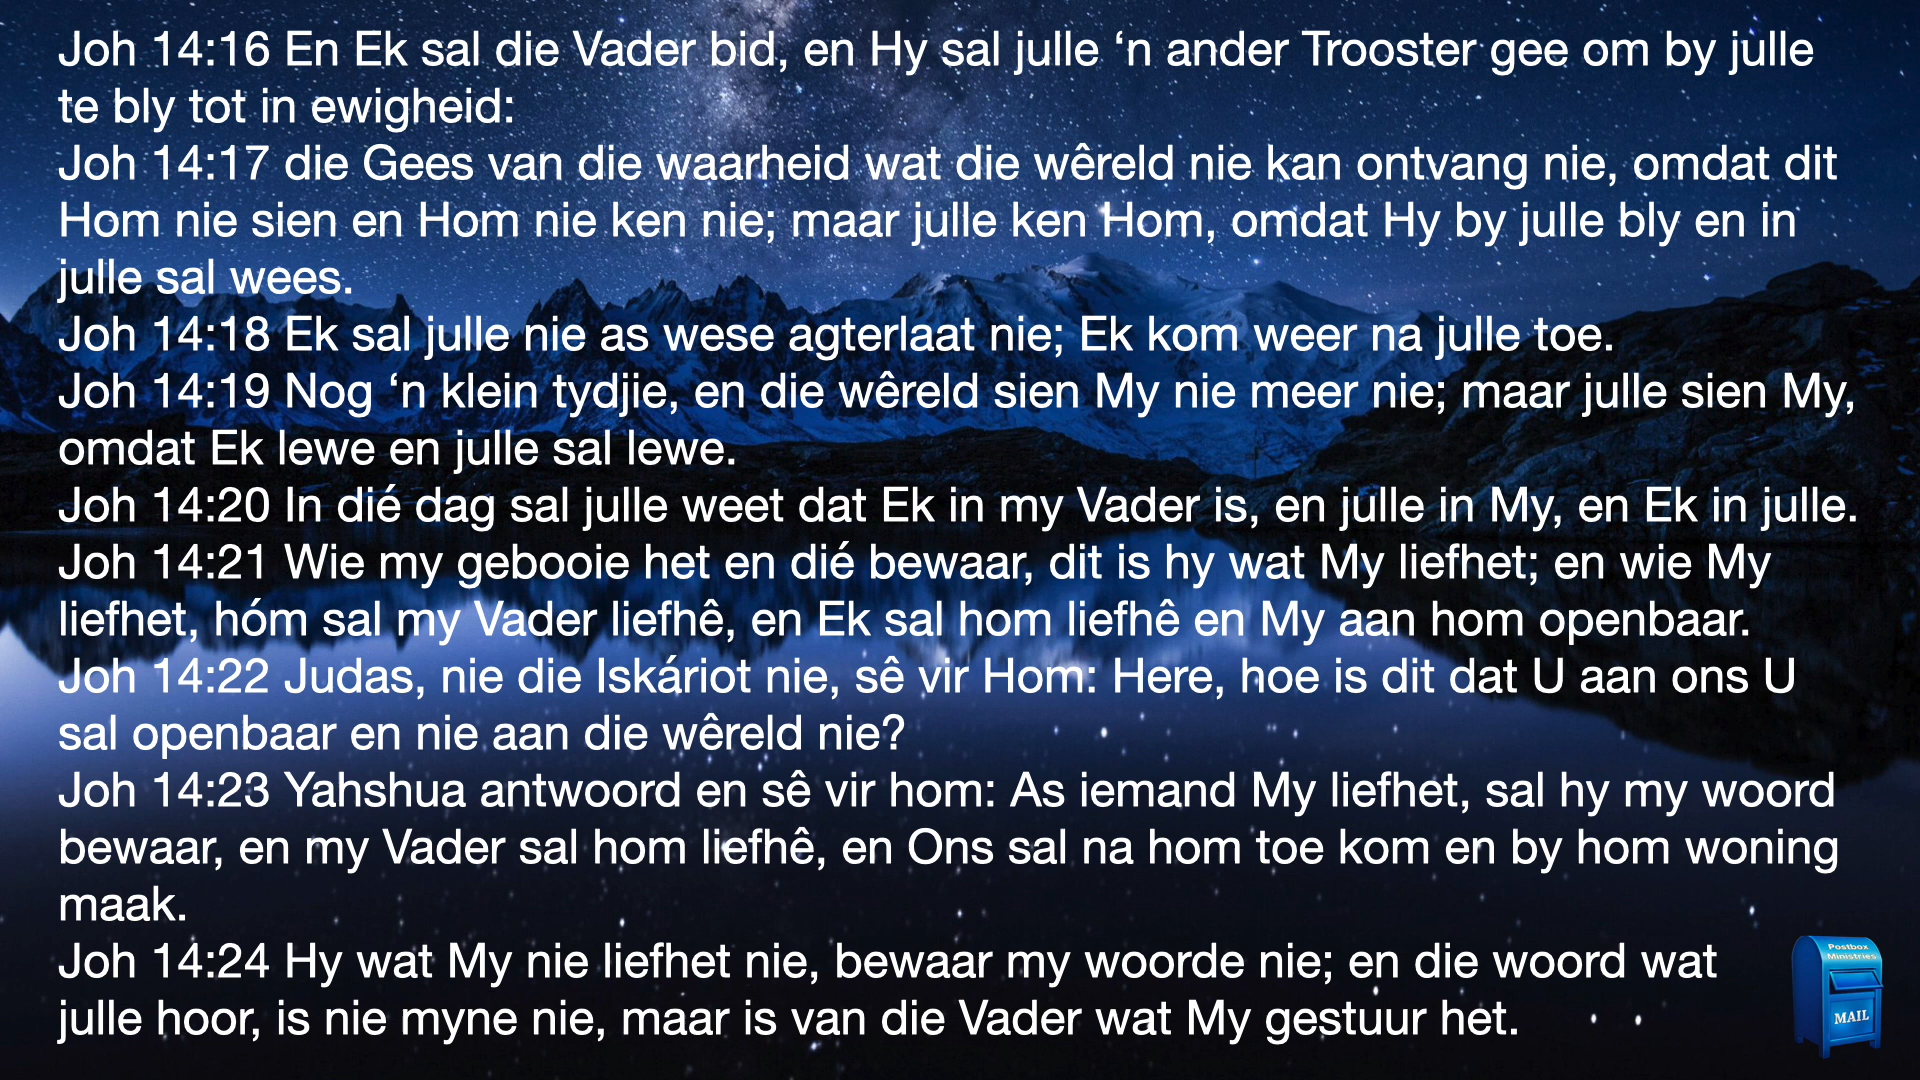 Joh 14:16 En Ek sal die Vader bid, en Hy sal julle ‘n ander Trooster gee om by julle
te bly tot in ewigheid:
Joh 14:17 die Gees van die waarheid wat die wêreld nie kan ontvang nie, omdat dit
Hom nie sien en Hom nie ken nie; maar julle ken Hom, omdat Hy by julle bly en in
julle sal wees.
Joh 14:18 Ek sal julle nie as wese agterlaat nie; Ek kom weer na julle toe.
Joh 14:19 Nog ‘n klein tydjie, en die wêreld sien My nie meer nie; maar julle sien My,
omdat Ek lewe en julle sal lewe.
Joh 14:20 In dié dag sal julle weet dat Ek in my Vader is, en julle in My, en Ek in julle.
Joh 14:21 Wie my gebooie het en dié bewaar, dit is hy wat My liefhet; en wie My
liefhet, hóm sal my Vader liefhê, en Ek sal hom liefhê en My aan hom openbaar.
Joh 14:22 Judas, nie die Iskáriot nie, sê vir Hom: Here, hoe is dit dat U aan ons U
sal openbaar en nie aan die wêreld nie?
Joh 14:23 Yahshua antwoord en sê vir hom: As iemand My liefhet, sal hy my woord
bewaar, en my Vader sal hom liefhê, en Ons sal na hom toe kom en by hom woning
maak.
Joh 14:24 Hy wat My nie liefhet nie, bewaar my woorde nie; en die woord wat
julle hoor, is nie myne nie, maar is van die Vader wat My gestuur het.
Postbox
Ministries
MAIL